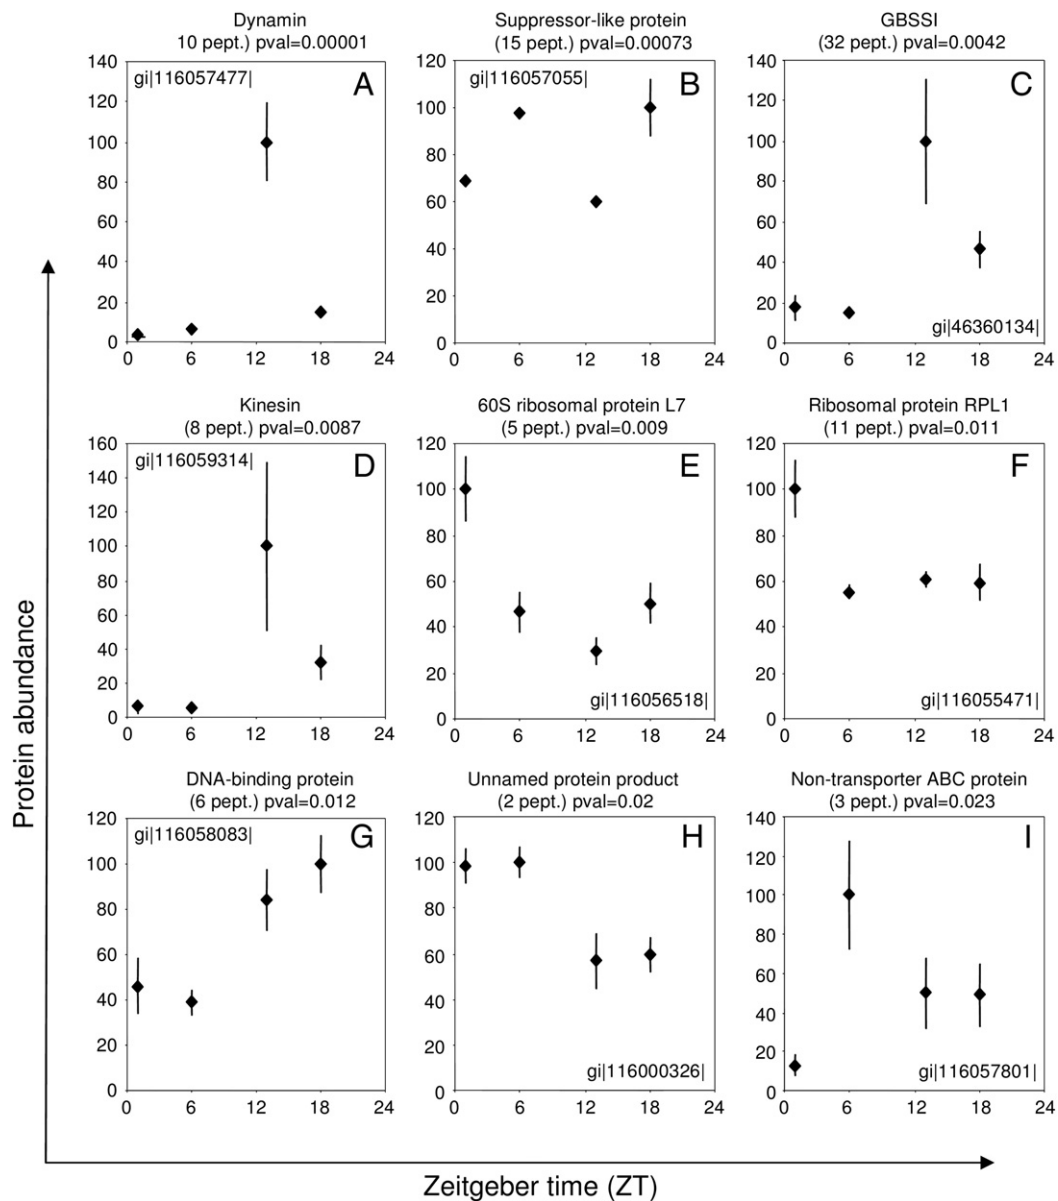 Dynamin
10 pept.) pval=0.00001
gi|116057477|
A
140
120
100
80
60
40
20
0
0 6 12 18 24
Suppressor-like protein
(15 pept.) pval=0.00073
gi|116057055|
B
120
100
80
60
40
20
0
0 6 12 18 24
GBSSI
(32 pept.) pval=0.0042
C
140
120
100
80
60
40
20
0
gi|46360134|
0 6 12 18 24
Kinesin
(8 pept.) pval=0.0087
gi|116059314|
D
160
140
120
100
80
60
40
20
0
0 6 12 18 24
60S ribosomal protein L7
(5 pept.) pval=0.009
E
120
100
80
60
40
20
0
gi|116056518|
0 6 12 18 24
Ribosomal protein RPL1
(11 pept.) pval=0.011
F
120
100
80
60
40
20
0
gi|116055471|
0 6 12 18 24
DNA-binding protein
(6 pept.) pval=0.012
gi|116058083|
G
120
100
80
60
40
20
0
0 6 12 18 24
Unnamed protein product
(2 pept.) pval=0.02
H
120
100
80
60
40
20
0
gi|116000326|
0 6 12 18 24
Non-transporter ABC protein
(3 pept.) pval=0.023
I
140
120
100
80
60
40
20
0
gi|116057801|
0 6 12 18 24
Protein abundance
Zeitgeber time (ZT)